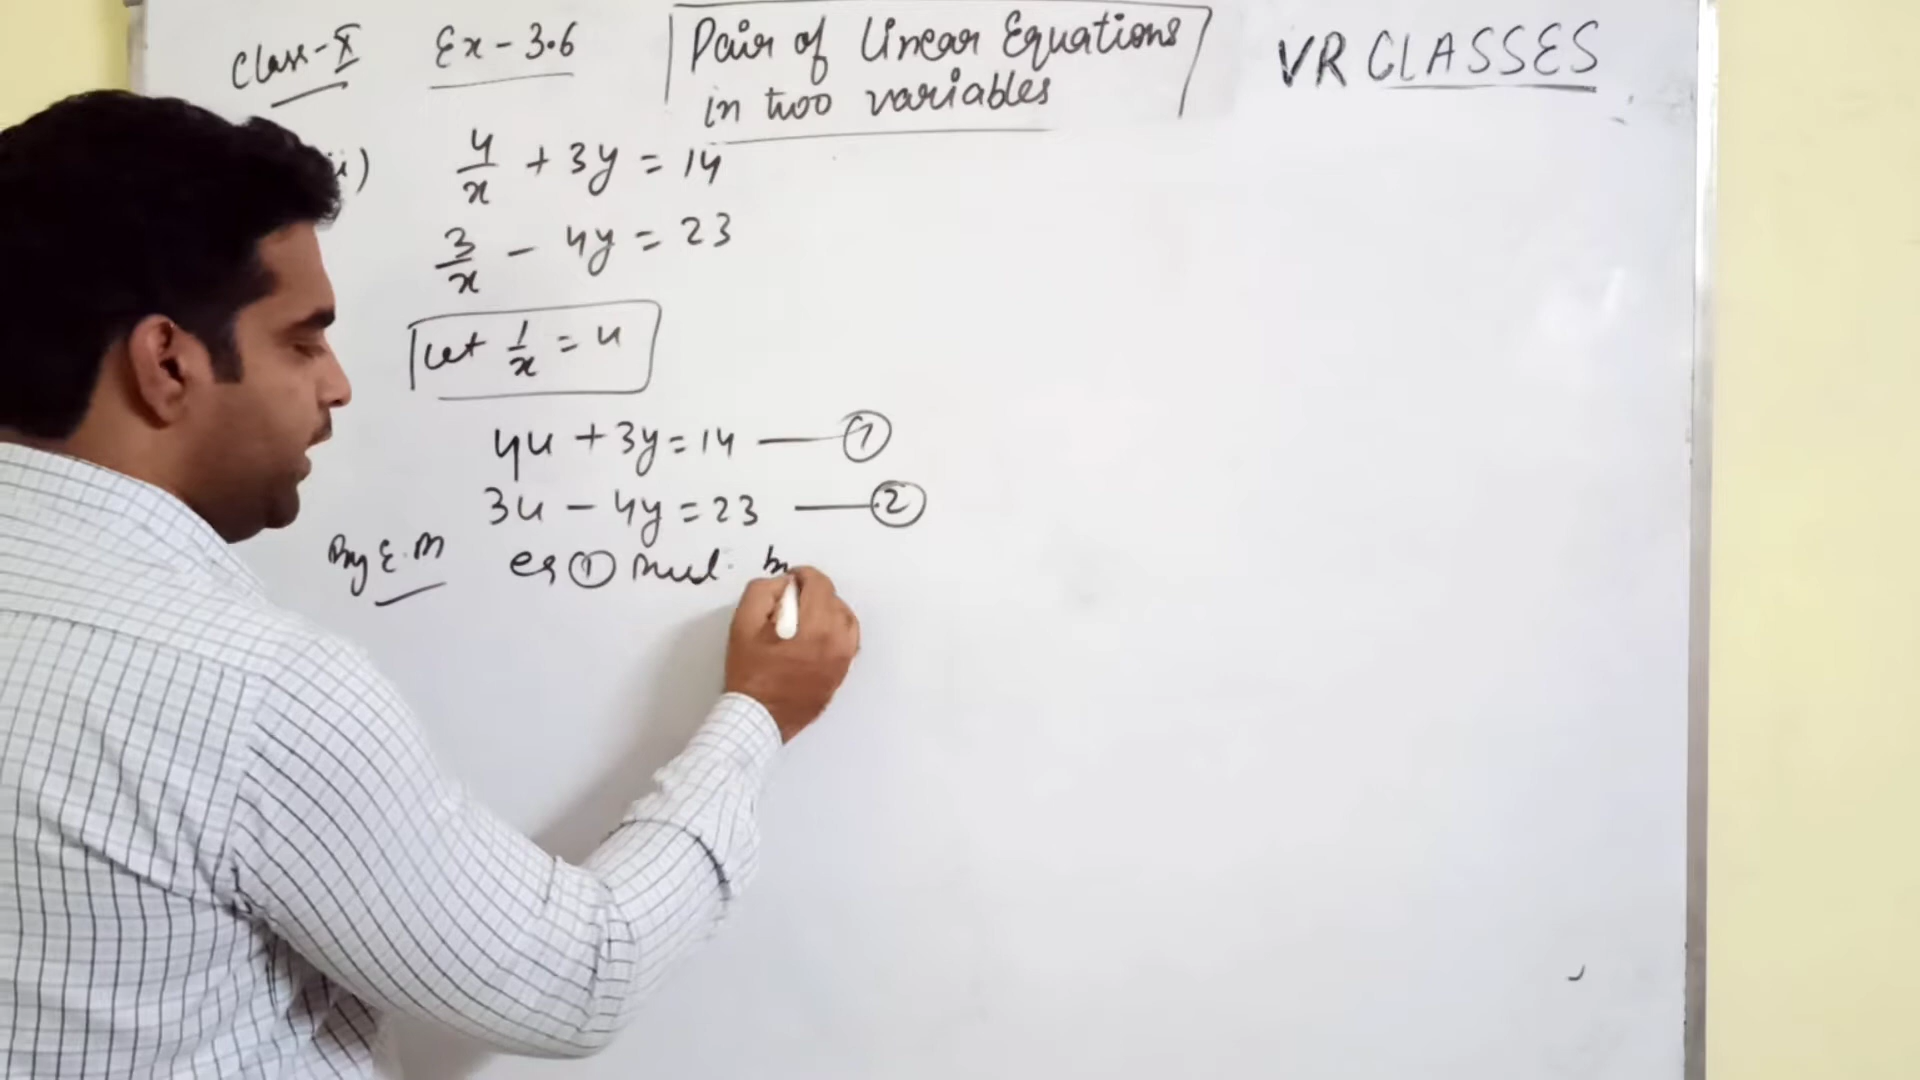 Class-X Ex-3.6 Pair of Linear Equations in two variables VR CLASSES
ii) 4/x + 3y = 14
3/x - 4y = 23
Let 1/x = u
4u + 3y = 14 — 1
3u - 4y = 23 — 2
By E.M eq 1 mul. by